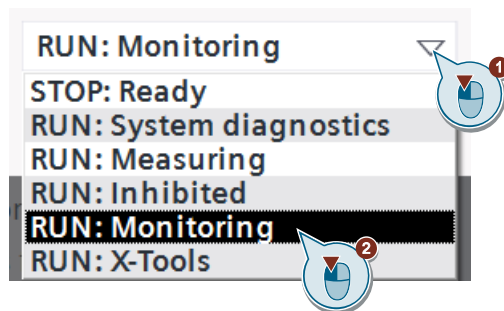 RUN: Monitoring
1
STOP: Ready
RUN: System diagnostics
RUN: Measuring
RUN: Inhibited
RUN: Monitoring
2
RUN: X-Tools